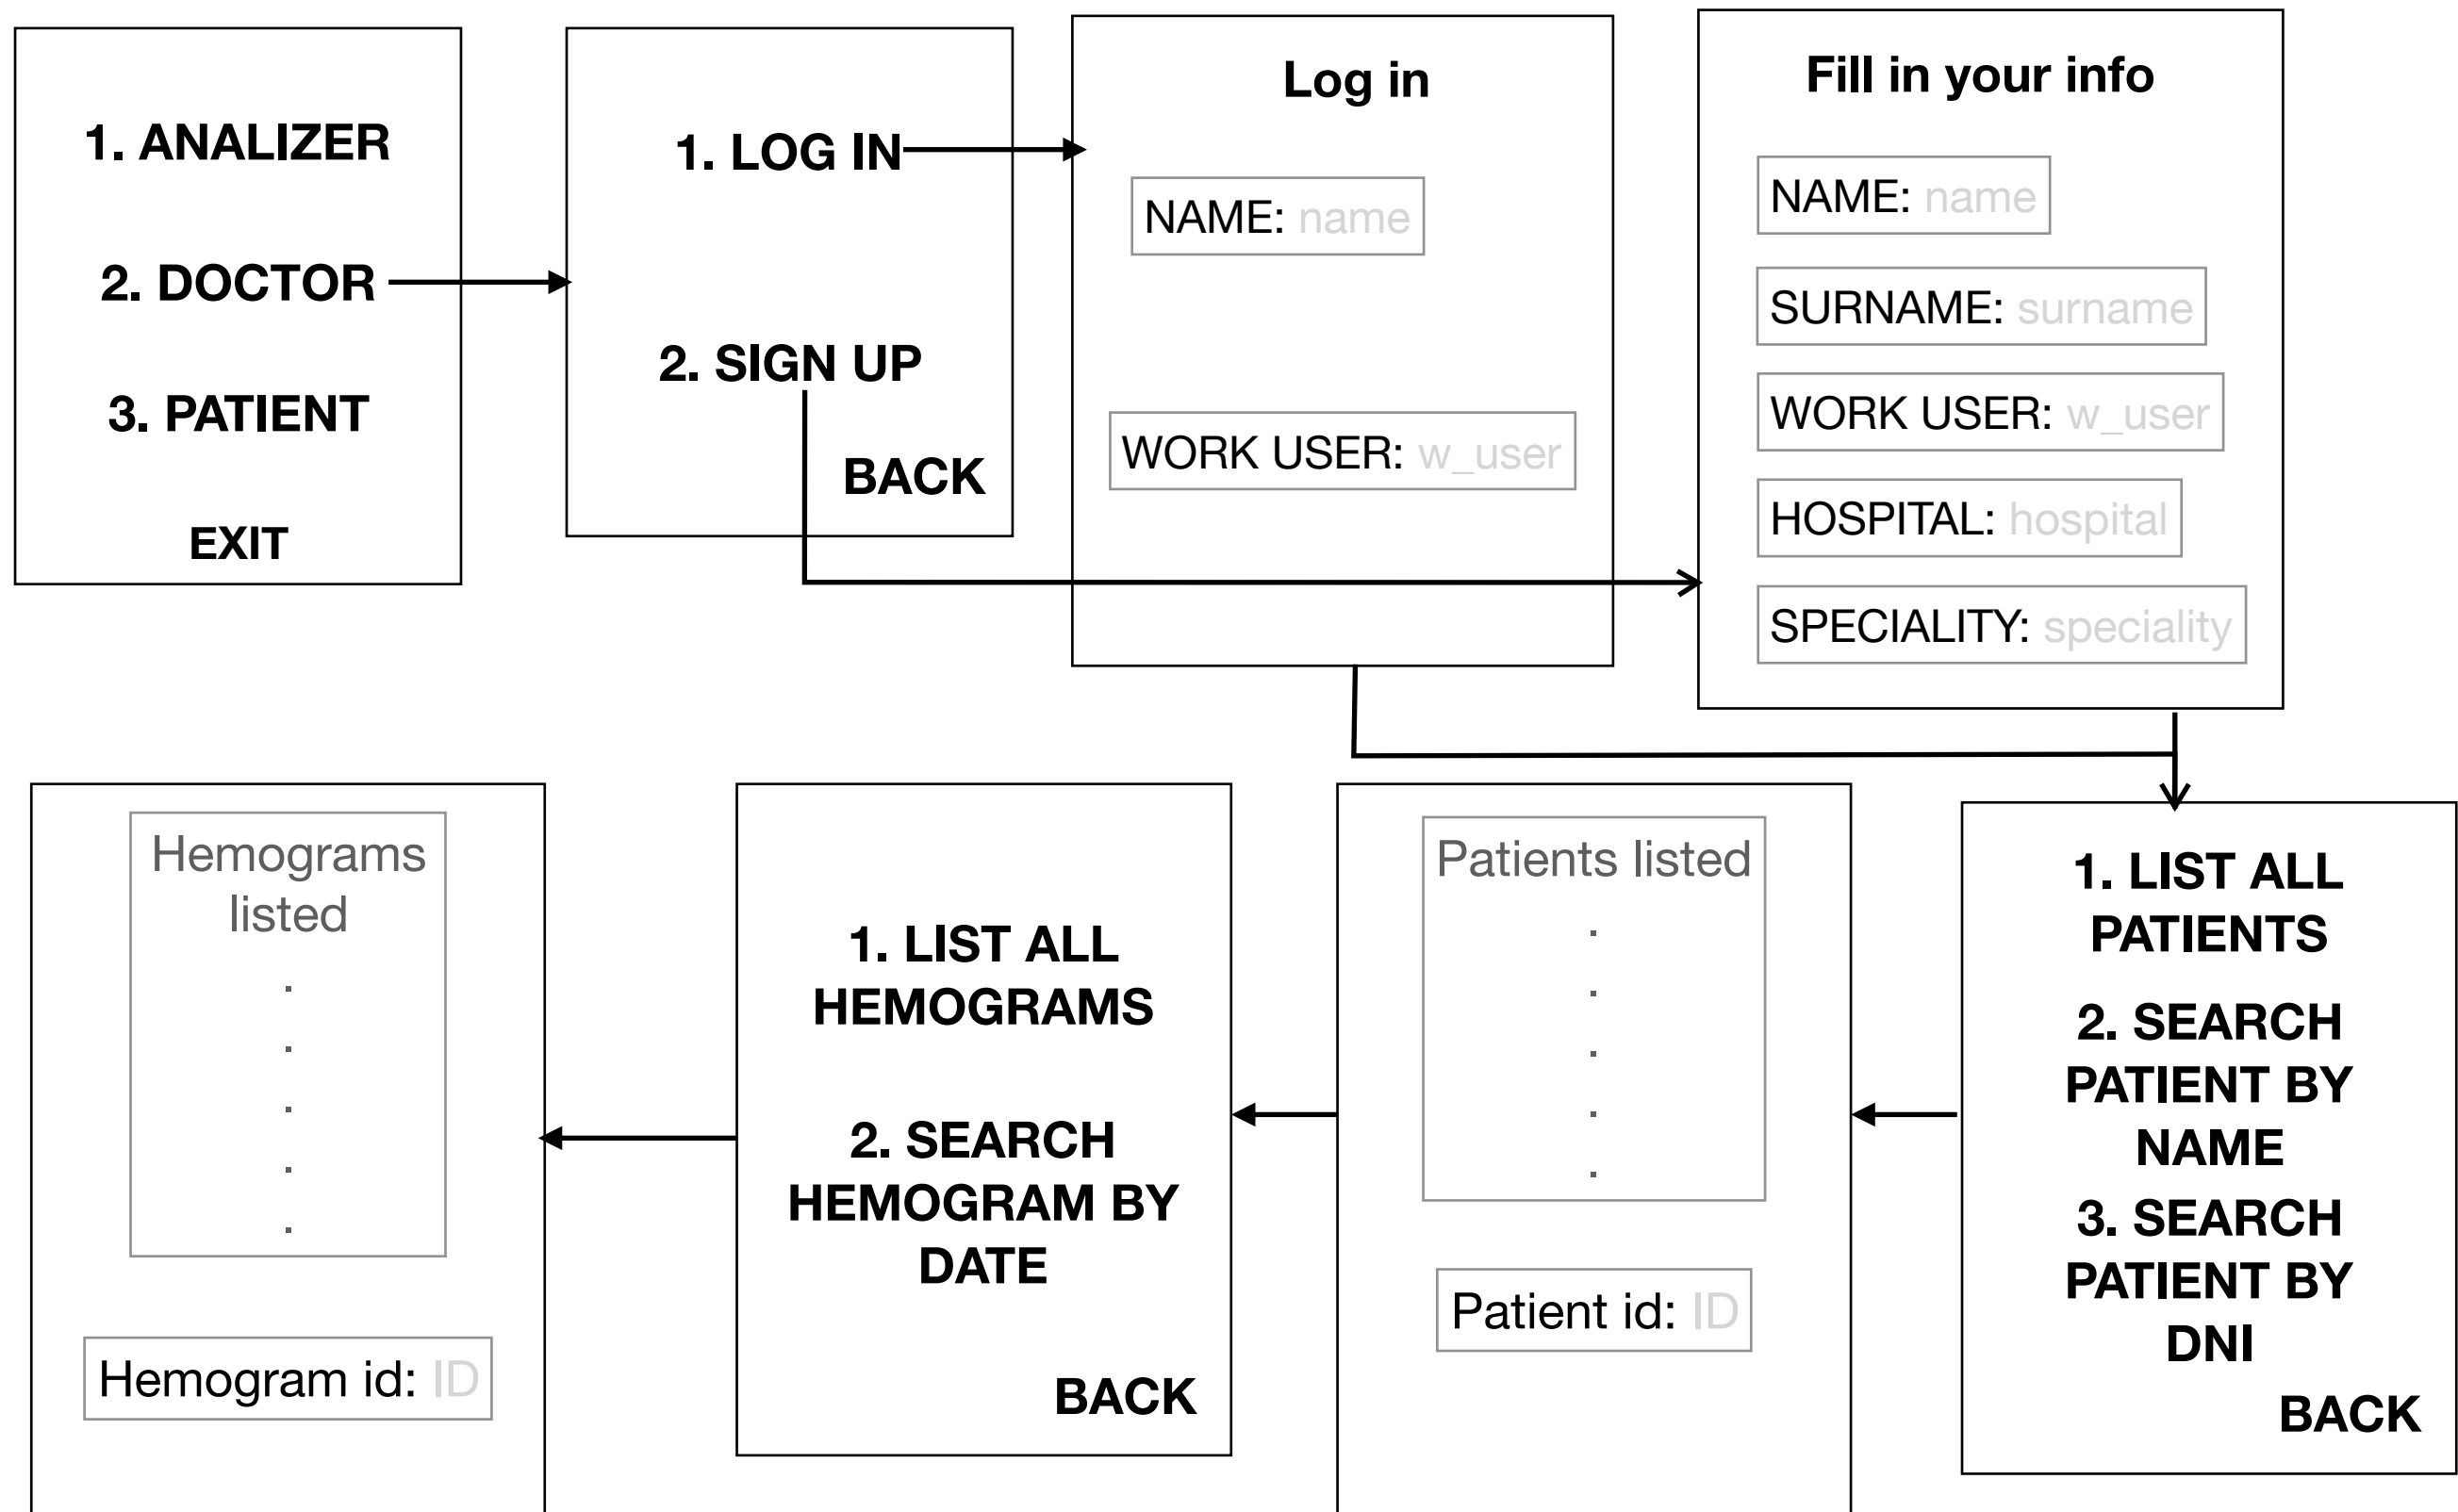 1. ANALIZER
2. DOCTOR
3. PATIENT
EXIT
1. LOG IN
2. SIGN UP
BACK
Log in
NAME: name
WORK USER: w_user
Fill in your info
NAME: name
SURNAME: surname
WORK USER: w_user
HOSPITAL: hospital
SPECIALITY: speciality
Hemograms
listed
.
.
.
.
.
Hemogram id: ID
1. LIST ALL
HEMOGRAMS
2. SEARCH
HEMOGRAM BY
DATE
BACK
Patients listed
.
.
.
.
.
Patient id: ID
1. LIST ALL
PATIENTS
2. SEARCH
PATIENT BY
NAME
3. SEARCH
PATIENT BY
DNI
BACK